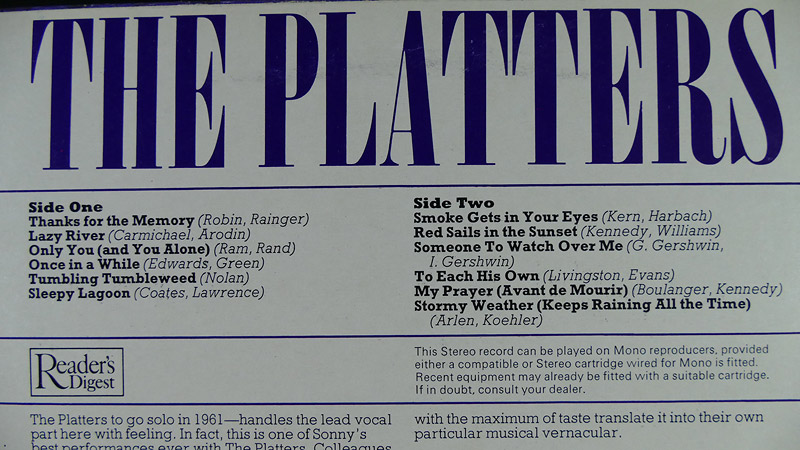 THE PLATTERS
Side One
Thanks for the Memory (Robin, Rainger)
Lazy River (Carmichael, Arodin)
Only You (and You Alone) (Ram, Rand)
Once in a While (Edwards, Green)
Tumbling Tumbleweed (Nolan)
Sleepy Lagoon (Coates, Lawrence)
Side Two
Smoke Gets in Your Eyes (Kern, Harbach)
Red Sails in the Sunset (Kennedy, Williams)
Someone To Watch Over Me (G. Gershwin,
I. Gershwin)
To Each His Own (Livingston, Evans)
My Prayer (Avant de Mourir) (Boulanger, Kennedy)
Stormy Weather (Keeps Raining All the Time)
(Arlen, Koehler)
Reader's
Digest
This Stereo record can be played on Mono reproducers, provided
either a compatible or Stereo cartridge wired for Mono is fitted.
Recent equipment may already be fitted with a suitable cartridge.
If in doubt, consult your dealer.
The Platters to go solo in 1961—handles the lead vocal
part here with feeling. In fact, this is one of Sonny's
best performances ever with The Platters. Colleagues
with the maximum of taste translate it into their own
particular musical vernacular.